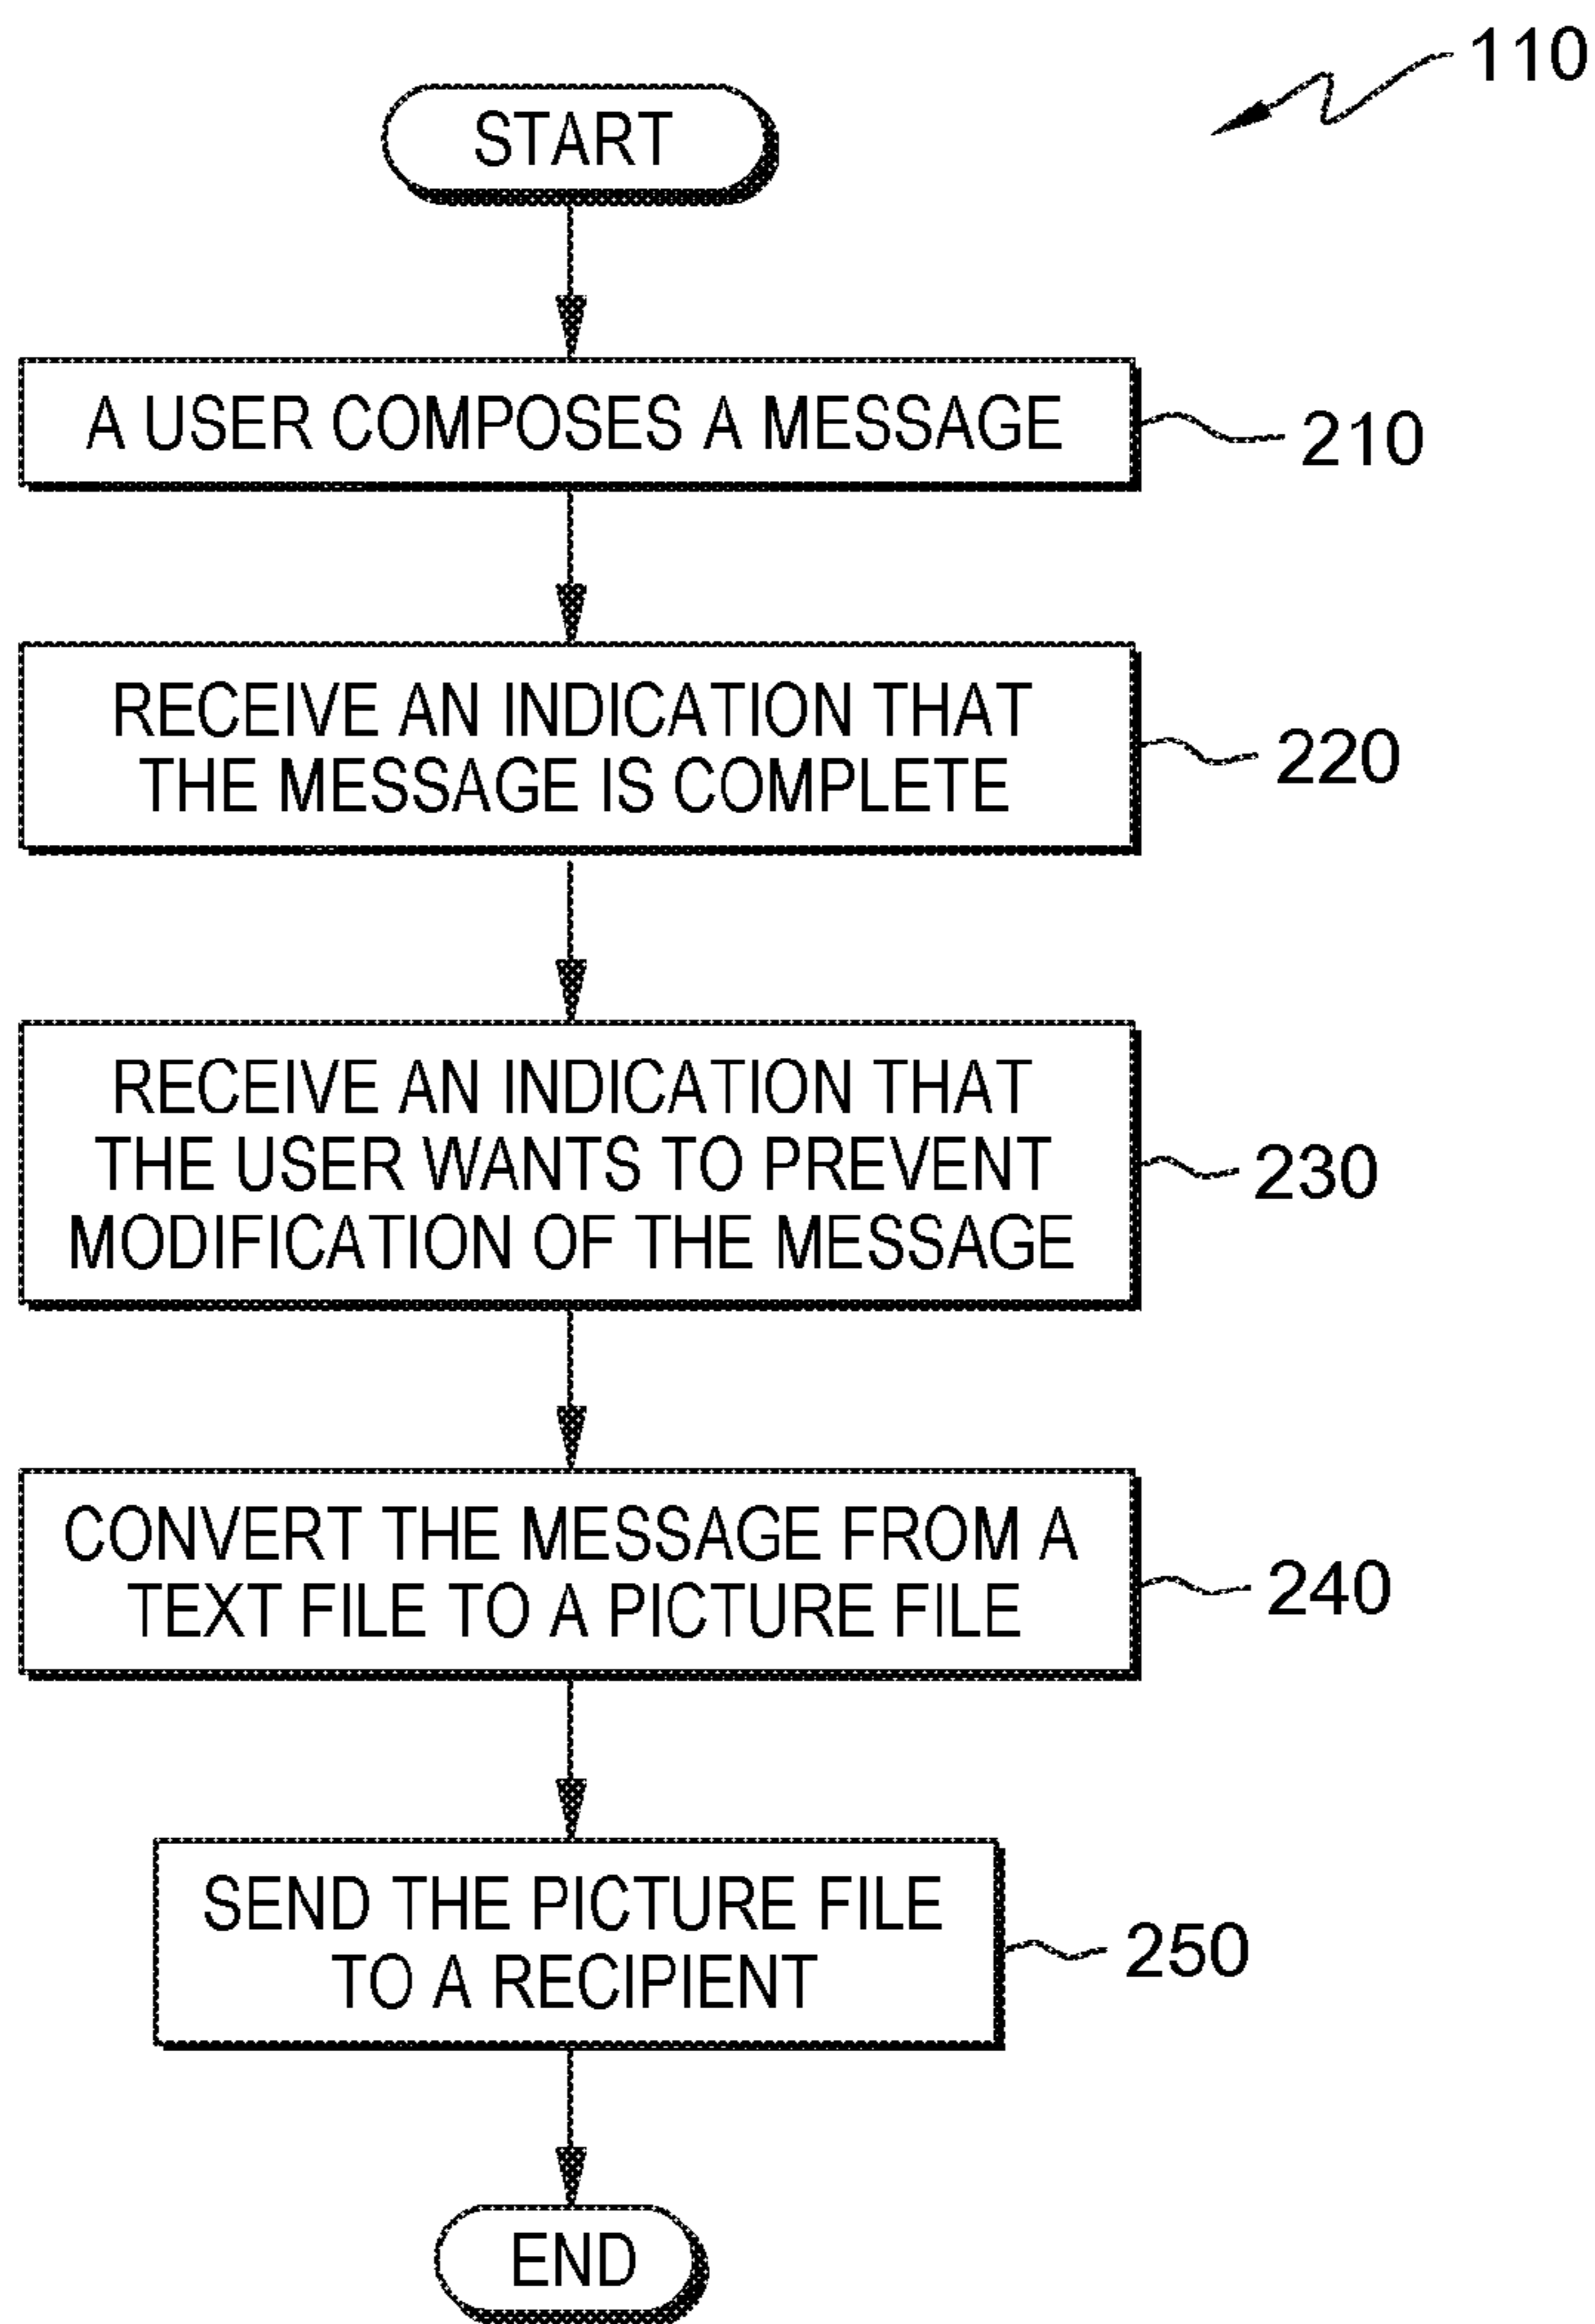 110
START
A USER COMPOSES A MESSAGE
210
RECEIVE AN INDICATION THAT
THE MESSAGE IS COMPLETE
220
RECEIVE AN INDICATION THAT
THE USER WANTS TO PREVENT
MODIFICATION OF THE MESSAGE
230
CONVERT THE MESSAGE FROM A
TEXT FILE TO A PICTURE FILE
240
SEND THE PICTURE FILE
TO A RECIPIENT
250
END